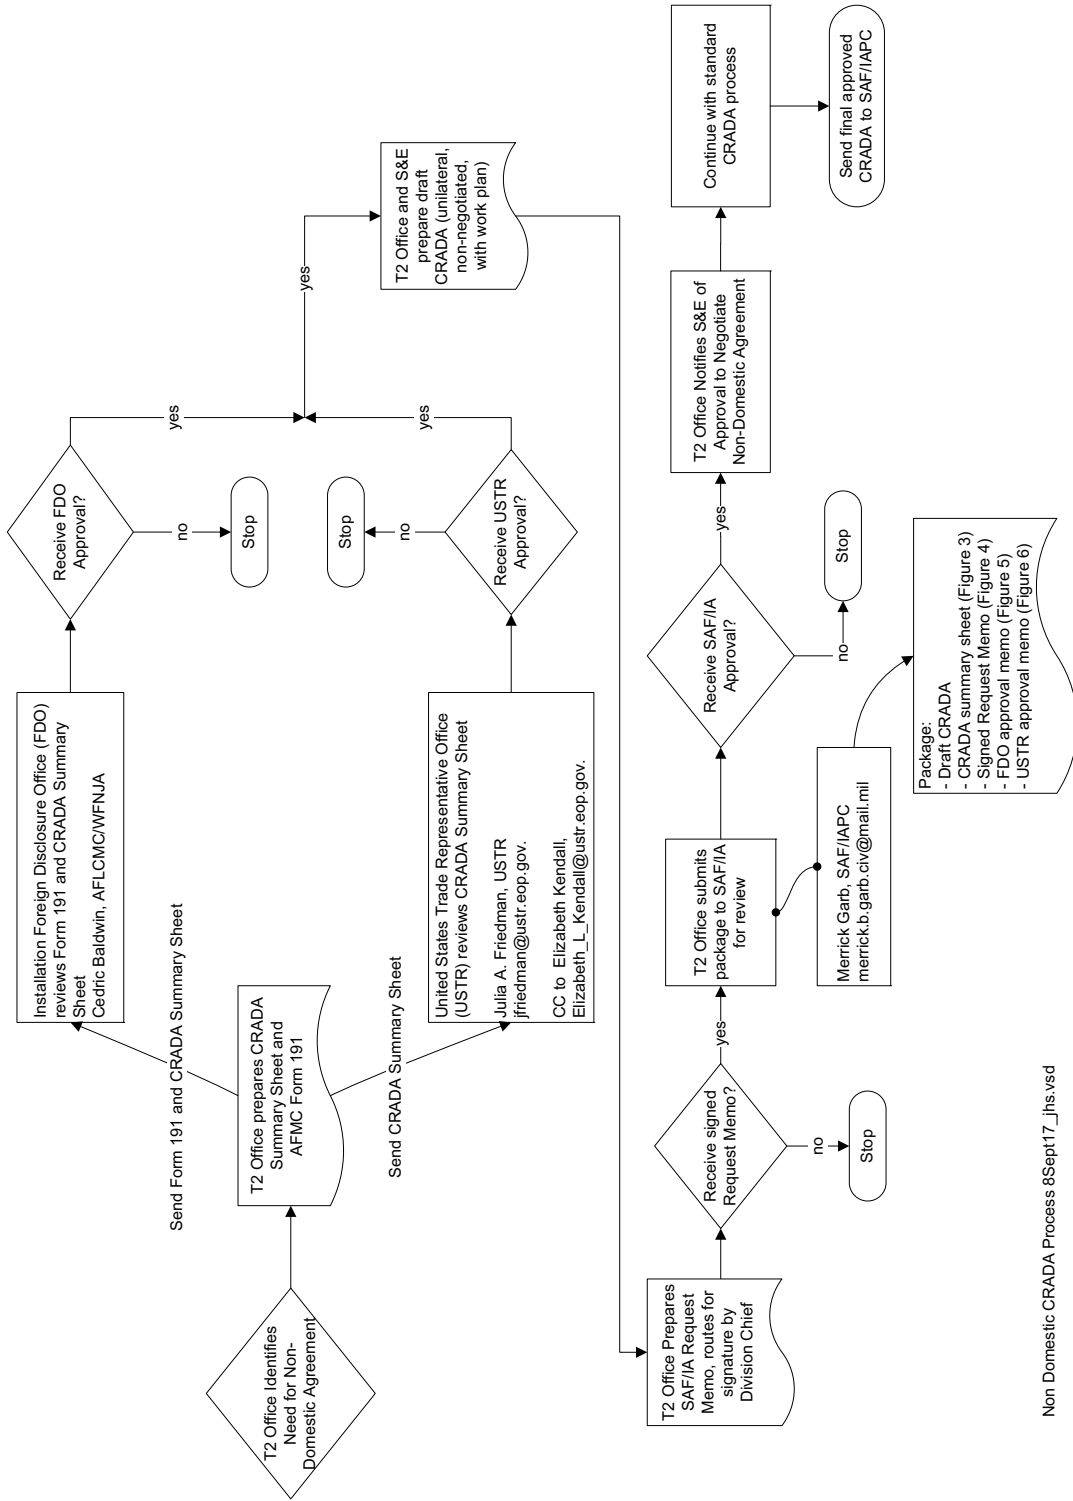 T2 Office Identifies
Need for Non-
Domestic Agreement
T2 Office prepares CRADA
Summary Sheet and
AFMC Form 191
Send Form 191 and CRADA Summary Sheet
Send CRADA Summary Sheet
Installation Foreign Disclosure Office (FDO)
reviews Form 191 and CRADA Summary
Sheet
Cedric Baldwin, AFLCMC/WFNJA
United States Trade Representative Office
(USTR) reviews CRADA Summary Sheet
Julia A. Friedman, USTR
jfriedman@ustr.eop.gov.
CC to Elizabeth Kendall,
Elizabeth_L_Kendall@ustr.eop.gov.
Receive FDO
Approval?
no
Stop
yes
Receive USTR
Approval?
no
Stop
yes
yes
T2 Office and S&E
prepare draft
CRADA (unilateral,
non-negotiated,
with work plan)
T2 Office Prepares
SAF/IA Request
Memo, routes for
signature by
Division Chief
Receive signed
Request Memo?
no
Stop
yes
T2 Office submits
package to SAF/IA
for review
Merrick Garb, SAF/IAPC
merrick.b.garb.civ@mail.mil
Package:
- Draft CRADA
- CRADA summary sheet (Figure 3)
- Signed Request Memo (Figure 4)
- FDO approval memo (Figure 5)
- USTR approval memo (Figure 6)
Receive SAF/IA
Approval?
no
Stop
yes
T2 Office Notifies S&E of
Approval to Negotiate
Non-Domestic Agreement
Continue with standard
CRADA process
Send final approved
CRADA to SAF/IAPC
Non Domestic CRADA Process 8Sept17_jhs.vsd